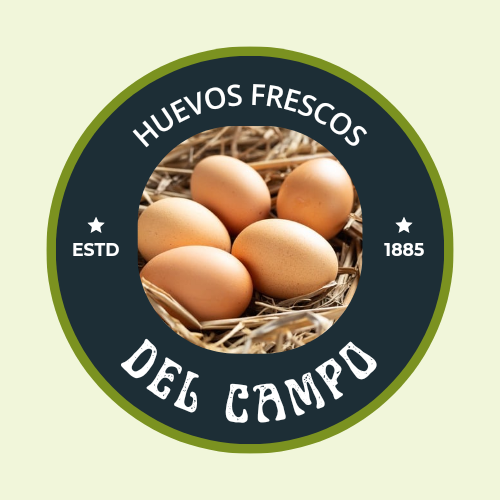 HUEVOS FRESCOS
ESTD
1885
DEL CAMPO